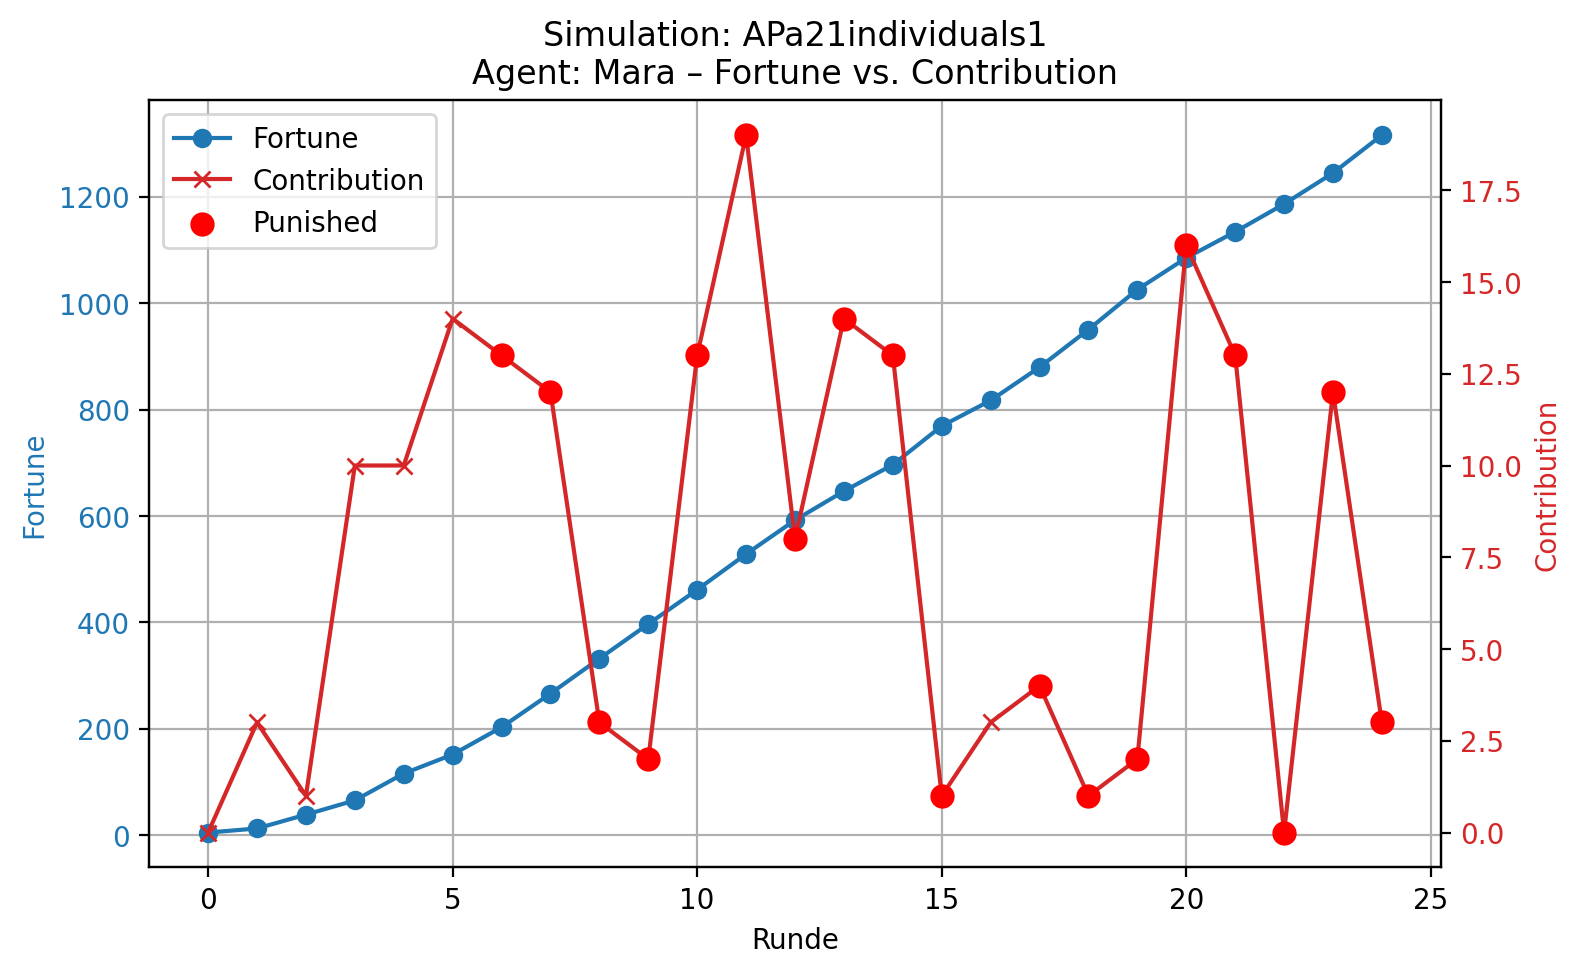 Simulation: APa21individuals1
Agent: Mara – Fortune vs. Contribution
Fortune
Contribution
Punished
1200
1000
800
600
400
200
0
Fortune
17.5
15.0
12.5
10.0
7.5
5.0
2.5
0.0
Contribution
0 5 10 15 20 25
Runde